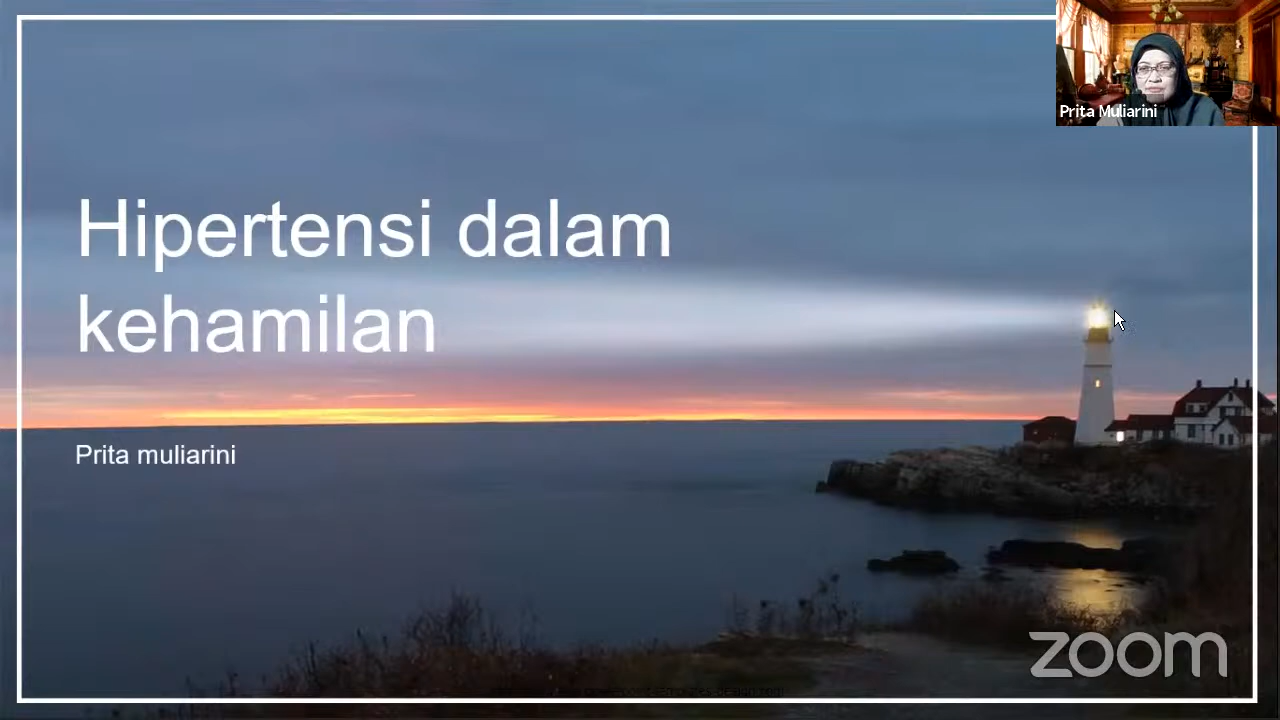 Prita Muliarini
Hipertensi dalam
kehamilan
Prita muliarini
zoom